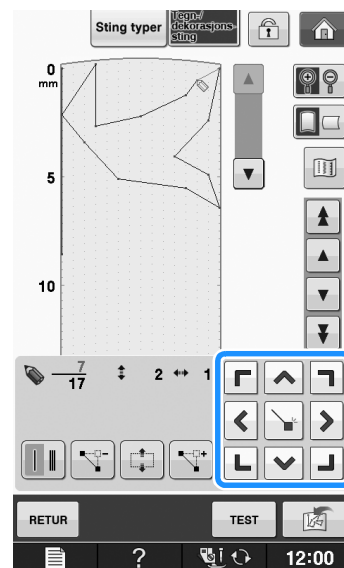 Sting typer
Tegn-/
dekorasjons-
sting
0
mm
5
10
7
17
2
1
RETUR
TEST
?
12:00